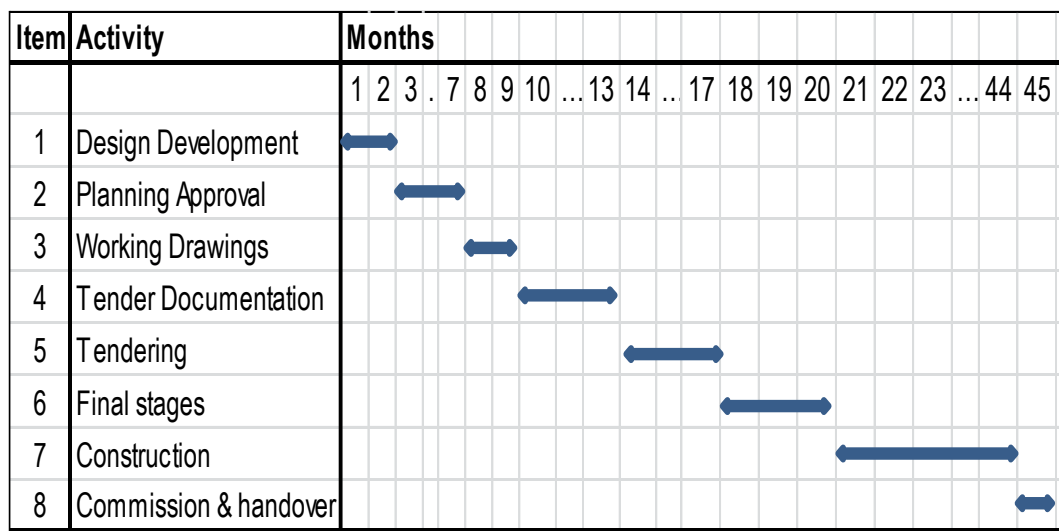 Item Activity Months
1 2 3 . 7 8 9 10 ... 13 14 ... 17 18 19 20 21 22 23 ... 44 45
1 Design Development
2 Planning Approval
3 Working Drawings
4 Tender Documentation
5 Tendering
6 Final stages
7 Construction
8 Commission & handover